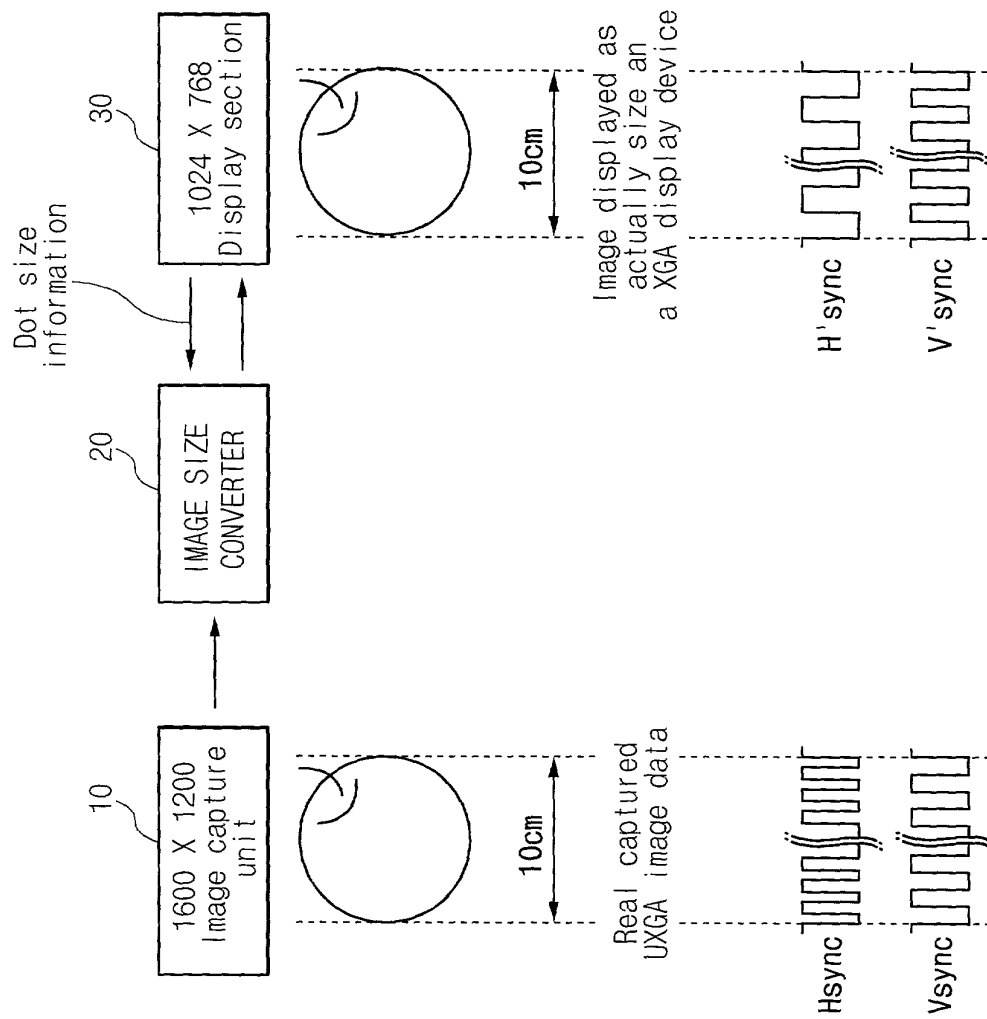 10
1600 X 1200
Image capture
unit
20
IMAGE SIZE
CONVERTER
Dot size
information
30
1024 X 768
Display section
10cm
Real captured
UXGA image data
Hsync
Vsync
10cm
Image displayed as
actually size an
a XGA display device
H'sync
V'sync